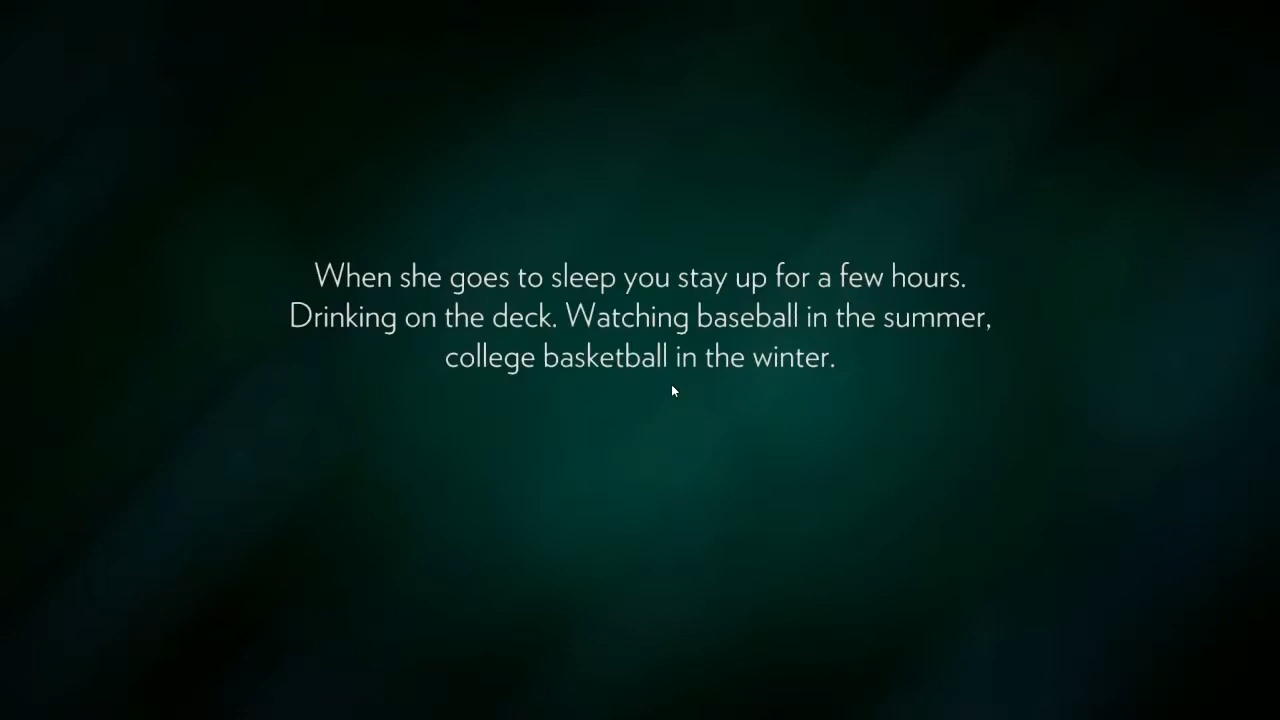 When she goes to sleep you stay up for a few hours.
Drinking on the deck. Watching baseball in the summer,
college basketball in the winter.